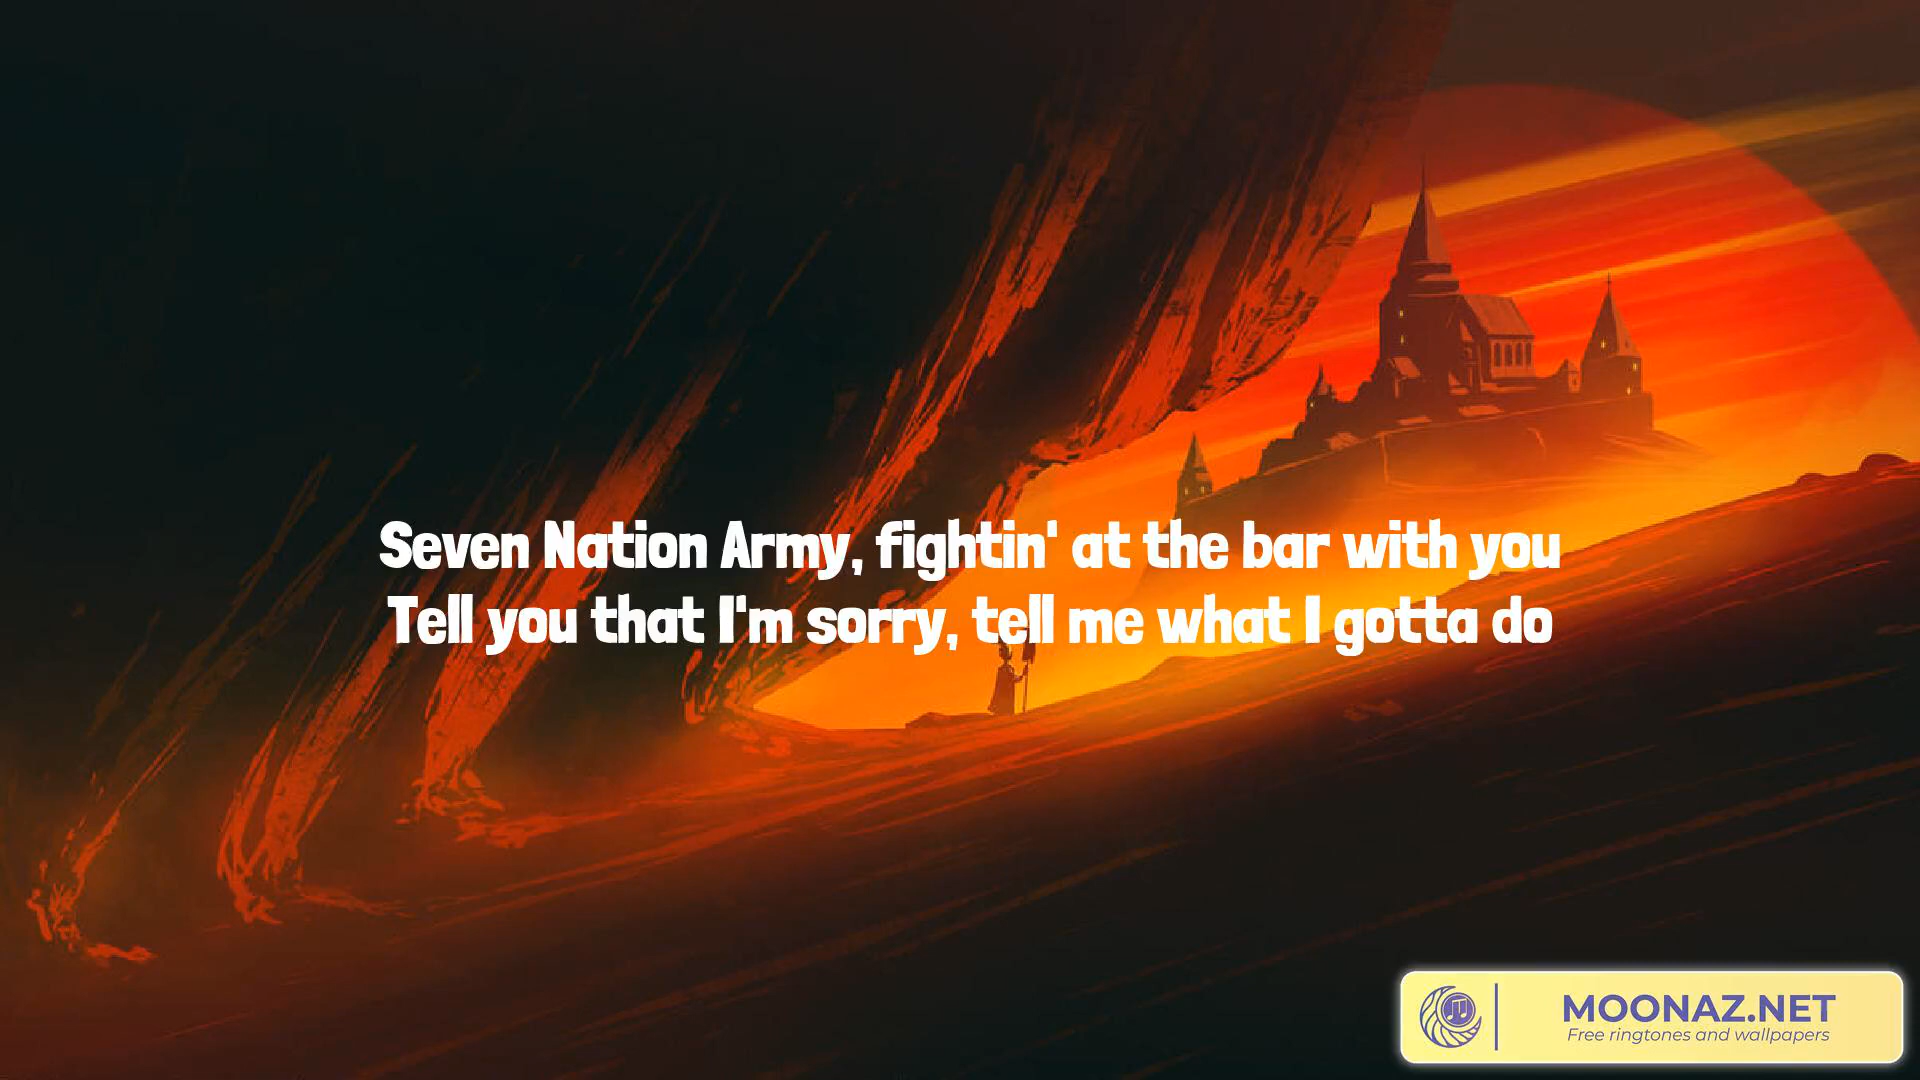 Seven Nation Army, fightin' at the bar with you
Tell you that I'm sorry, tell me what I gotta do
MOONAZ.NET
Free ringtones and wallpapers